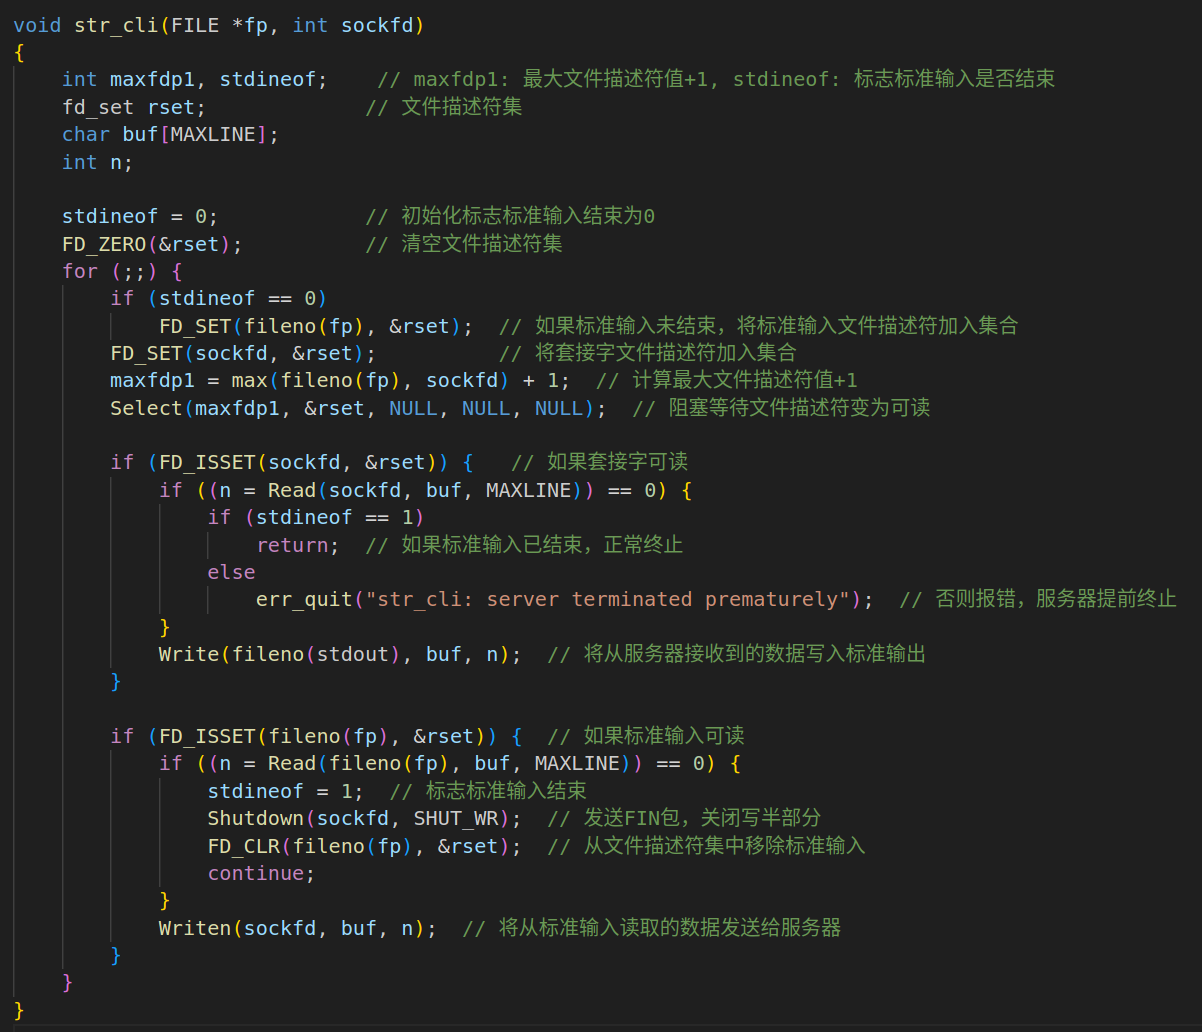 void str_cli(FILE *fp, int sockfd)
{
    int maxfdp1, stdineof;    // maxfdp1: 最大文件描述符值+1, stdineof: 标志标准输入是否结束
    fd_set rset;             // 文件描述符集
    char buf[MAXLINE];
    int n;

    stdineof = 0;            // 初始化标志标准输入结束为0
    FD_ZERO(&rset);          // 清空文件描述符集
    for (;;) {
        if (stdineof == 0)
            FD_SET(fileno(fp), &rset);  // 如果标准输入未结束，将标准输入文件描述符加入集合
        FD_SET(sockfd, &rset);          // 将套接字文件描述符加入集合
        maxfdp1 = max(fileno(fp), sockfd) + 1;  // 计算最大文件描述符值+1
        Select(maxfdp1, &rset, NULL, NULL, NULL);  // 阻塞等待文件描述符变为可读

        if (FD_ISSET(sockfd, &rset)) {   // 如果套接字可读
            if ((n = Read(sockfd, buf, MAXLINE)) == 0) {
                if (stdineof == 1)
                    return;  // 如果标准输入已结束，正常终止
                else
                    err_quit("str_cli: server terminated prematurely");  // 否则报错，服务器提前终止
            }
            Write(fileno(stdout), buf, n);  // 将从服务器接收到的数据写入标准输出
        }

        if (FD_ISSET(fileno(fp), &rset)) {  // 如果标准输入可读
            if ((n = Read(fileno(fp), buf, MAXLINE)) == 0) {
                stdineof = 1;  // 标志标准输入结束
                Shutdown(sockfd, SHUT_WR);  // 发送FIN包，关闭写半部分
                FD_CLR(fileno(fp), &rset);  // 从文件描述符集中移除标准输入
                continue;
            }
            Writen(sockfd, buf, n);  // 将从标准输入读取的数据发送给服务器
        }
    }
}